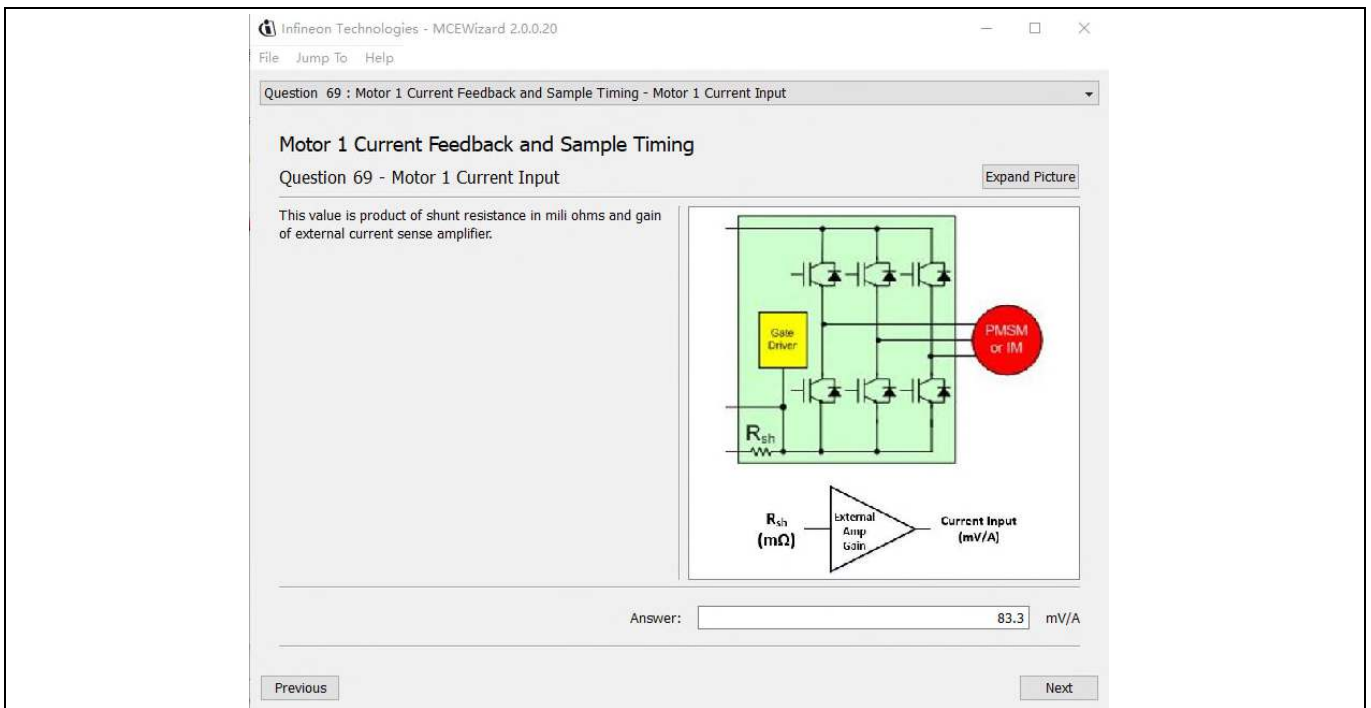 Infineon Technologies - MCEWizard 2.0.0.20
File Jump To Help
Question 69 : Motor 1 Current Feedback and Sample Timing - Motor 1 Current Input
Motor 1 Current Feedback and Sample Timing
Question 69 - Motor 1 Current Input
Expand Picture
This value is product of shunt resistance in mili ohms and gain
of external current sense amplifier.
Gate
Driver
PMSM
or IM
Rsh
Rsh
(mΩ)
External
Amp
Gain
Current Input
(mV/A)
Answer:
83.3 mV/A
Previous
Next